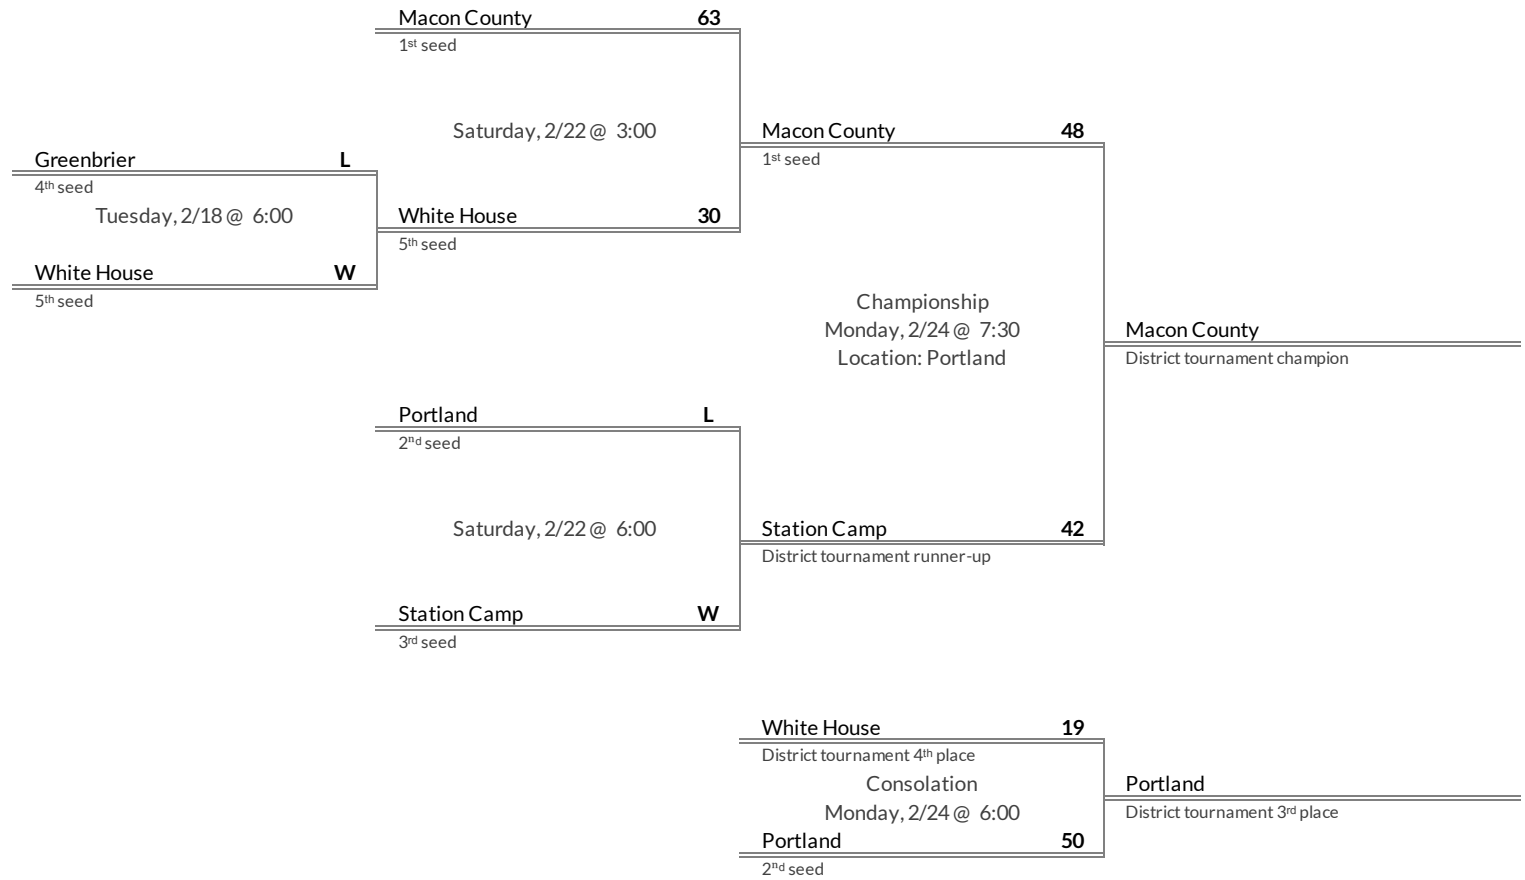 Macon County 63
1st seed
Saturday, 2/22 @ 3:00
Macon County 48
1st seed
Greenbrier L
4th seed
Tuesday, 2/18 @ 6:00
White House 30
5th seed
White House W
5th seed
Championship
Monday, 2/24 @ 7:30
Location: Portland
Macon County
District tournament champion
Portland L
2nd seed
Saturday, 2/22 @ 6:00
Station Camp 42
District tournament runner-up
Station Camp W
3rd seed
White House 19
District tournament 4th place
Consolation
Monday, 2/24 @ 6:00
Portland
District tournament 3rd place
Portland 50
2nd seed